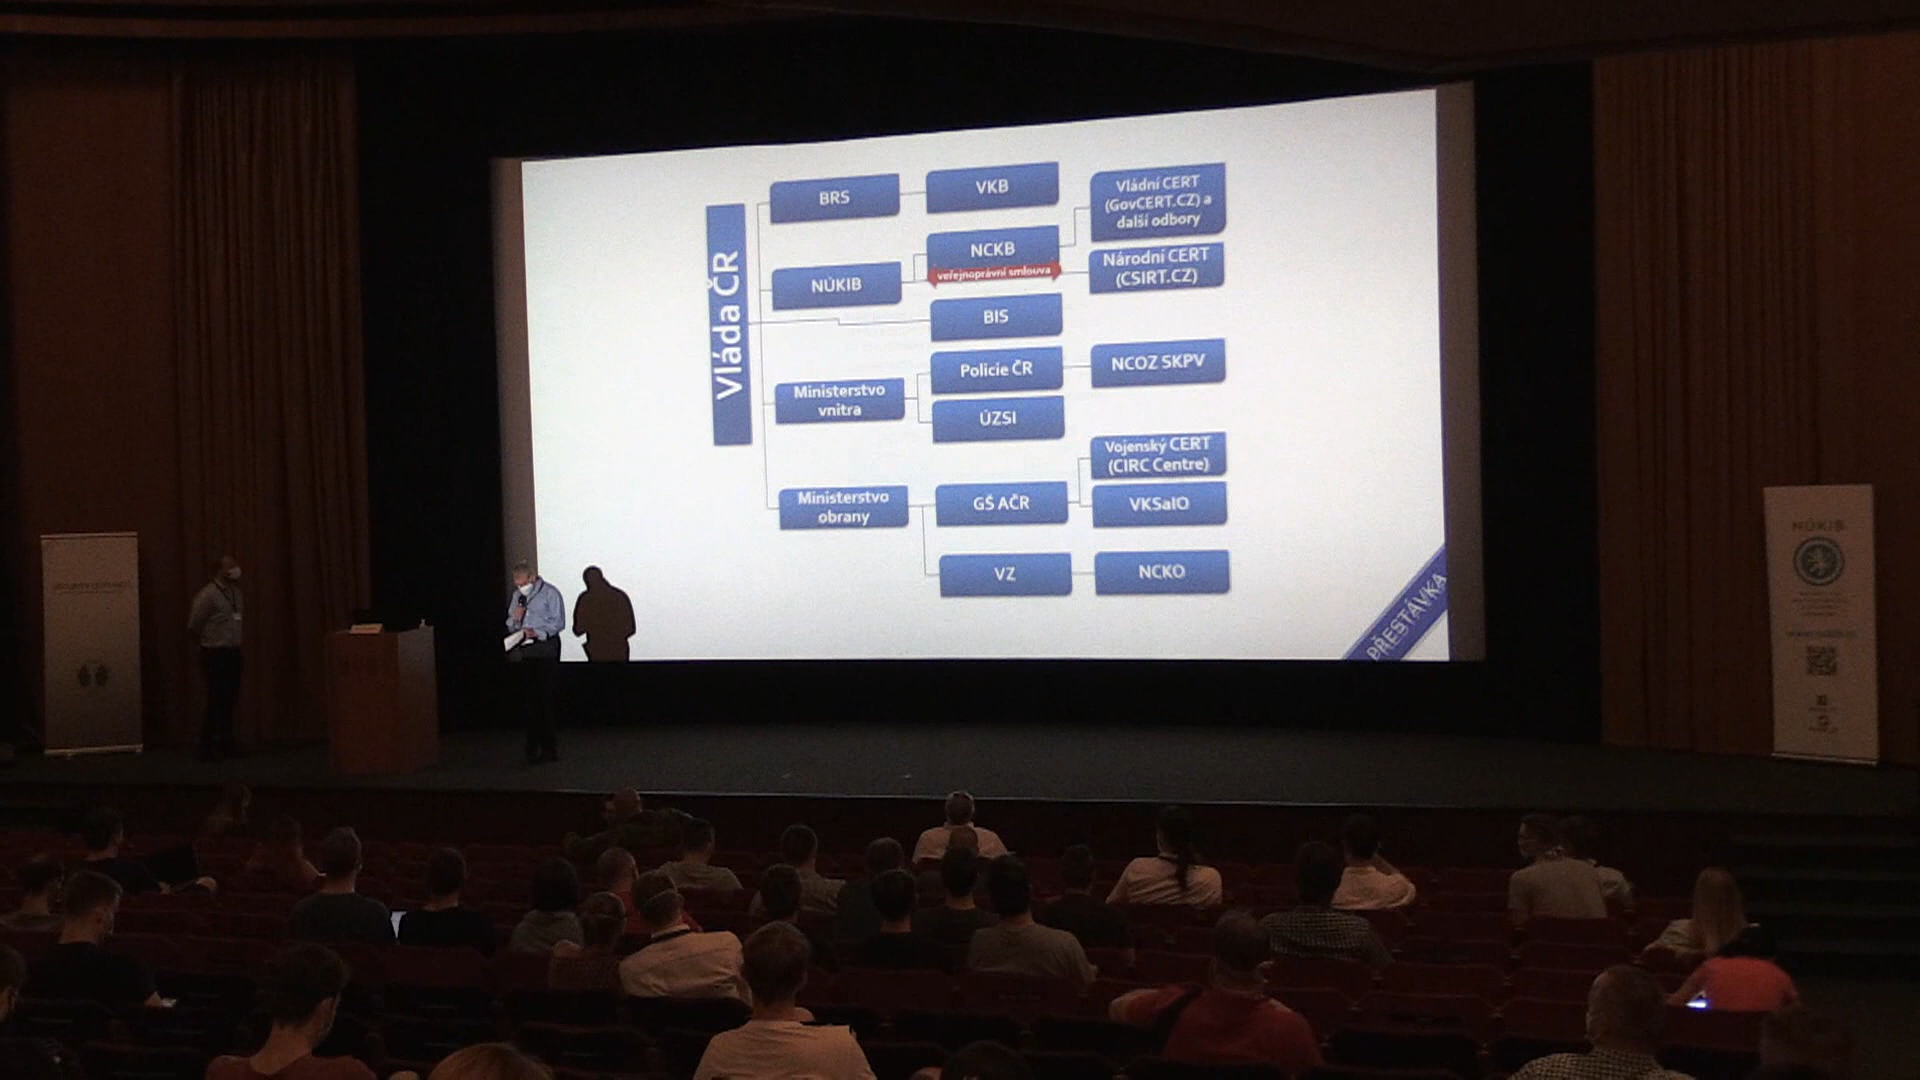 Vláda ČR
BRS
VKB
Vládní CERT
(GovCERT.CZ) a
další odbory
NÚKIB
NCKB
veřejnoprávní smlouva
Národní CERT
(CSIRT.CZ)
BIS
Ministerstvo
vnitra
Policie ČR
NCOZ SKPV
ÚZSI
Ministerstvo
obrany
GŠ AČR
Vojenský CERT
(CIRC Centre)
VKSaIO
VZ
NCKO
PŘESTÁVKA
NÚKIB